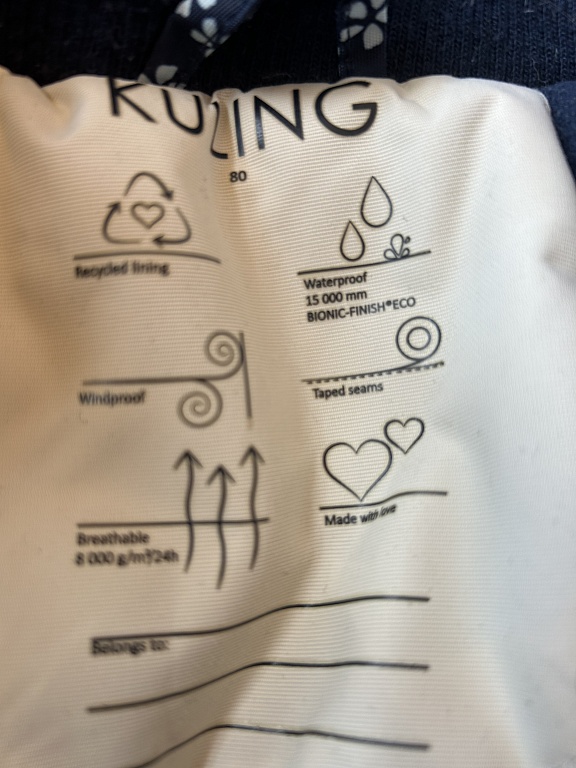 KULING
80
Recycled lining
Waterproof
15 000 mm
BIONIC-FINISH®ECO
Windproof
Taped seams
Breathable
8 000 g/m²/24h
Made with love
Belongs to: